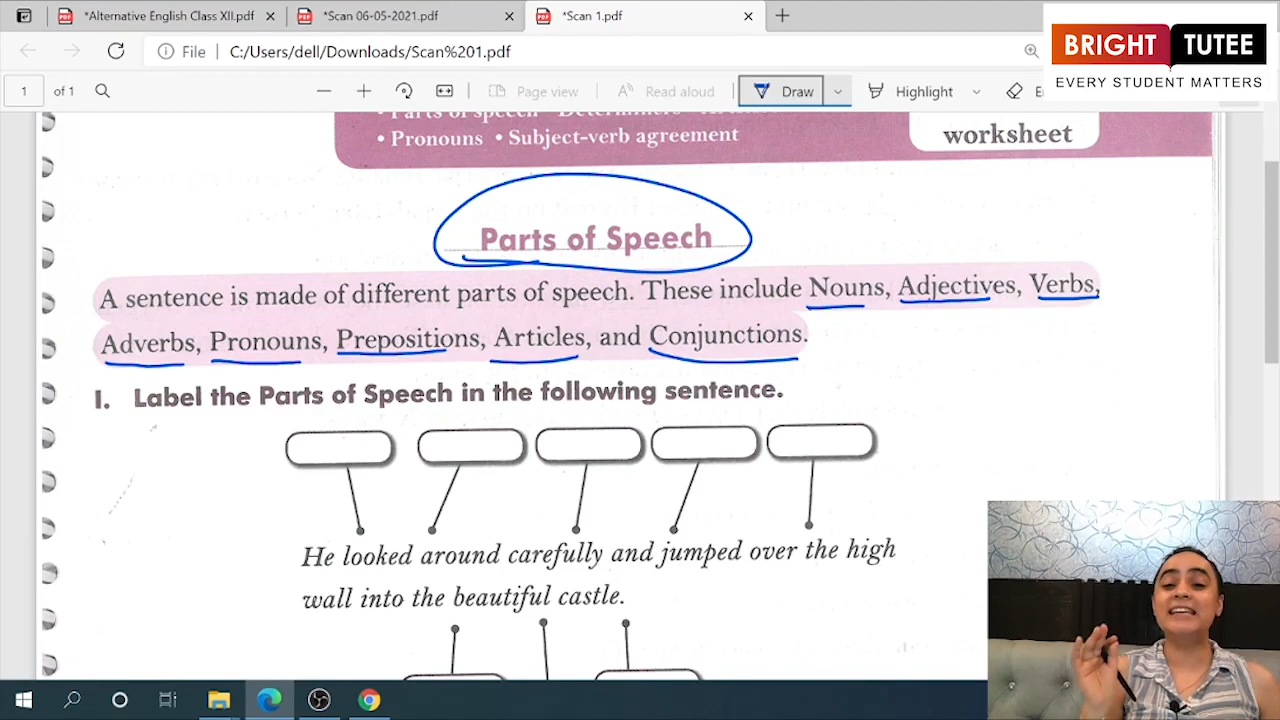 *Alternative English Class XII.pdf
*Scan 06-05-2021.pdf
*Scan 1.pdf
File
C:/Users/dell/Downloads/Scan%201.pdf
BRIGHT TUTEE
EVERY STUDENT MATTERS
1 of 1
Page view
Read aloud
Draw
Highlight
• Parts of speech
• Pronouns • Subject-verb agreement
worksheet
Parts of Speech
A sentence is made of different parts of speech. These include Nouns, Adjectives, Verbs,
Adverbs, Pronouns, Prepositions, Articles, and Conjunctions.
I. Label the Parts of Speech in the following sentence.
He looked around carefully and jumped over the high
wall into the beautiful castle.